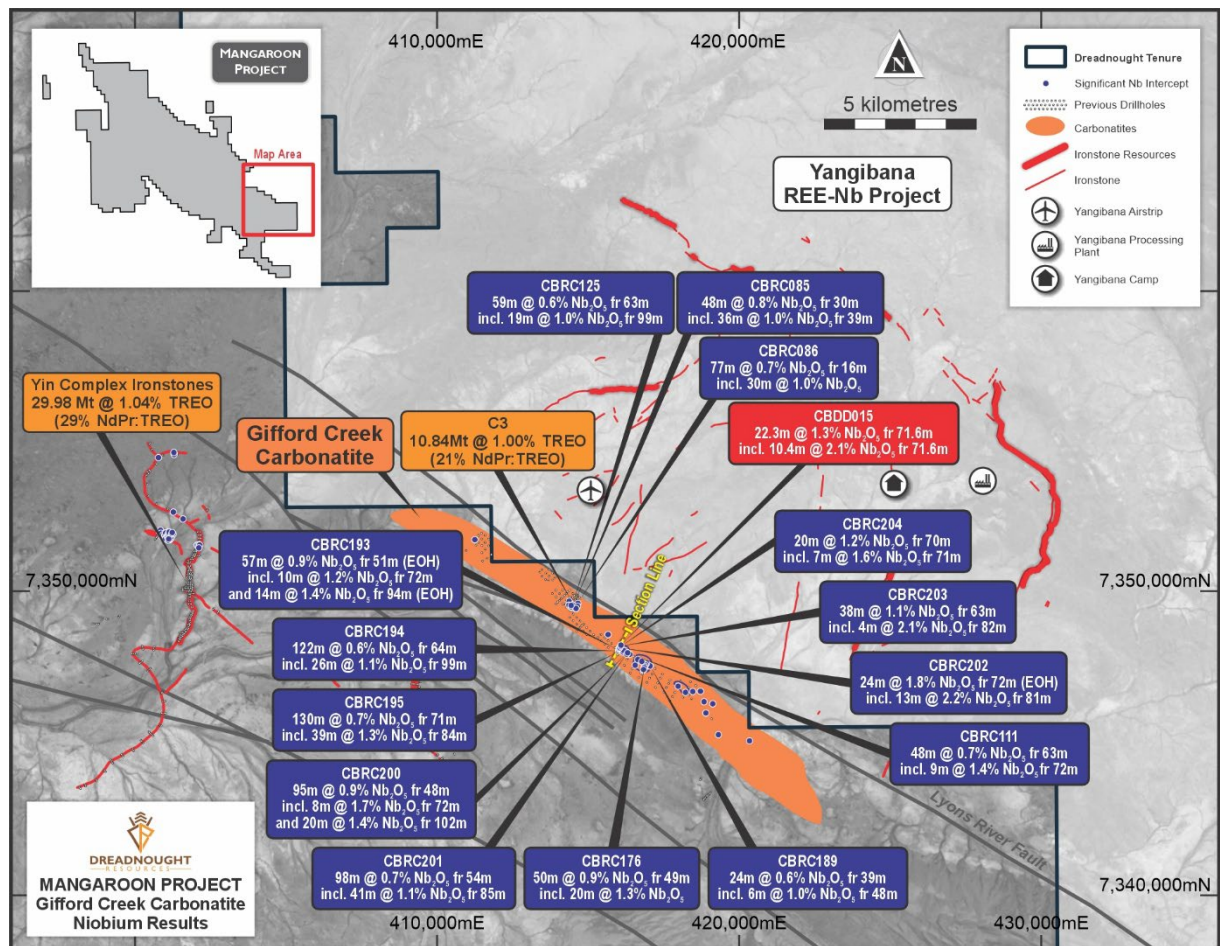 MANGAROON
PROJECT
Map Area
410,000mE
420,000mE
N
5 kilometres
Dreadnought Tenure
Significant Nb Intercept
Previous Drillholes
Carbonatites
Ironstone Resources
Ironstone
Yangibana Airstrip
Yangibana Processing
Plant
Yangibana Camp
Yangibana
REE-Nb Project
CBRC125
59m @ 0.6% Nb₂O₅ fr 63m
incl. 19m @ 1.0% Nb₂O₅ fr 99m
CBRC085
48m @ 0.8% Nb₂O₅ fr 30m
incl. 36m @ 1.0% Nb₂O₅ fr 39m
CBRC086
77m @ 0.7% Nb₂O₅ fr 16m
incl. 30m @ 1.0% Nb₂O₅
Yin Complex Ironstones
29.98 Mt @ 1.04% TREO
(29% NdPr:TREO)
Gifford Creek
Carbonatite
C3
10.84Mt @ 1.00% TREO
(21% NdPr:TREO)
CBDD015
22.3m @ 1.3% Nb₂O₅ fr 71.6m
incl. 10.4m @ 2.1% Nb₂O₅ fr 71.6m
CBRC193
57m @ 0.9% Nb₂O₅ fr 51m (EOH)
incl. 10m @ 1.2% Nb₂O₅ fr 72m
and 14m @ 1.4% Nb₂O₅ fr 94m (EOH)
CBRC204
20m @ 1.2% Nb₂O₅ fr 70m
incl. 7m @ 1.6% Nb₂O₅ fr 71m
7,350,000mN
7,350,000mN
Section Line
CBRC194
122m @ 0.6% Nb₂O₅ fr 64m
incl. 26m @ 1.1% Nb₂O₅ fr 99m
CBRC203
38m @ 1.1% Nb₂O₅ fr 63m
incl. 4m @ 2.1% Nb₂O₅ fr 82m
CBRC195
130m @ 0.7% Nb₂O₅ fr 71m
incl. 39m @ 1.3% Nb₂O₅ fr 84m
CBRC202
24m @ 1.8% Nb₂O₅ fr 72m (EOH)
incl. 13m @ 2.2% Nb₂O₅ fr 81m
CBRC200
95m @ 0.9% Nb₂O₅ fr 48m
incl. 8m @ 1.7% Nb₂O₅ fr 72m
and 20m @ 1.4% Nb₂O₅ fr 102m
CBRC111
48m @ 0.7% Nb₂O₅ fr 63m
incl. 9m @ 1.4% Nb₂O₅ fr 72m
Lyons River Fault
CBRC201
98m @ 0.7% Nb₂O₅ fr 54m
incl. 41m @ 1.1% Nb₂O₅ fr 85m
CBRC176
50m @ 0.9% Nb₂O₅ fr 49m
incl. 20m @ 1.3% Nb₂O₅
CBRC189
24m @ 0.6% Nb₂O₅ fr 39m
incl. 6m @ 1.0% Nb₂O₅ fr 48m
7,340,000mN
DREADNOUGHT
RESOURCES
MANGAROON PROJECT
Gifford Creek Carbonatite
Niobium Results
410,000mE
420,000mE
430,000mE